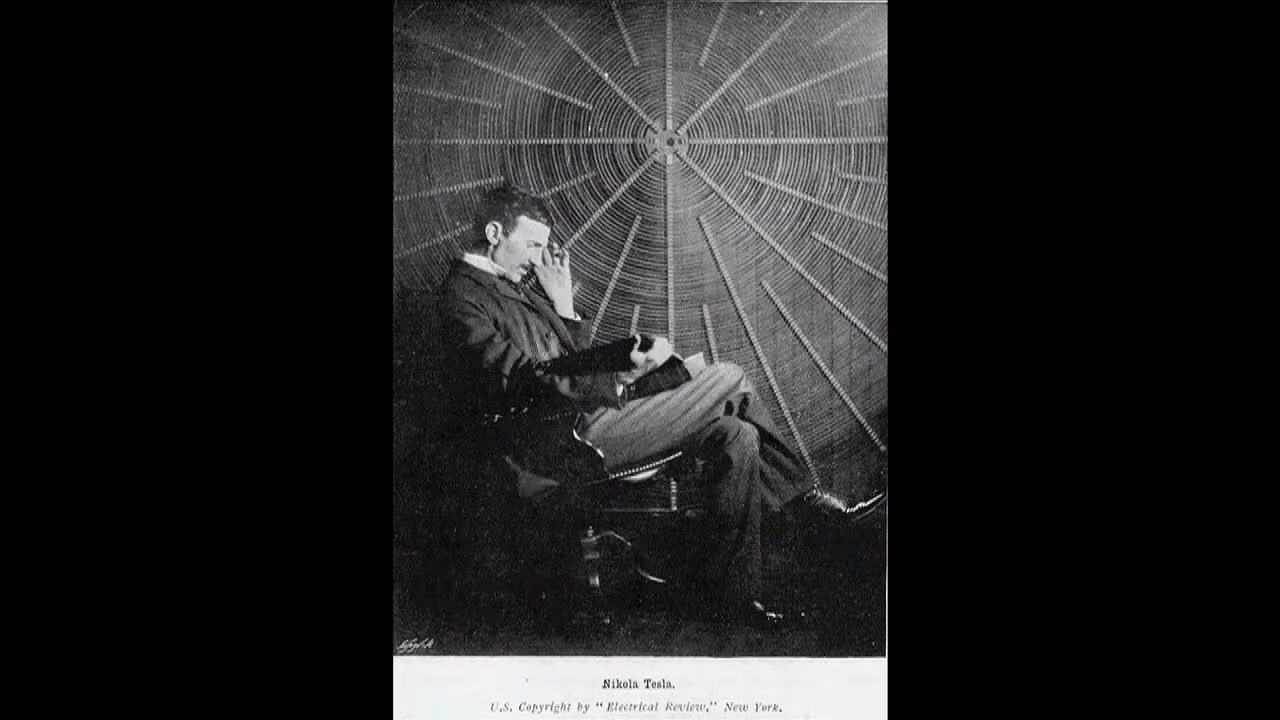 Nikola Tesla.
U.S. Copyright by "Electrical Review," New York.